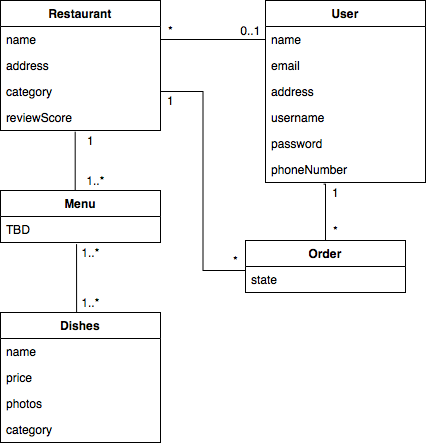 Restaurant
name
address
category
reviewScore
* 0..1
User
name
email
address
username
password
phoneNumber
1
1
1..*
Menu
TBD
1
*
*
Order
state
1..*
1..*
Dishes
name
price
photos
category